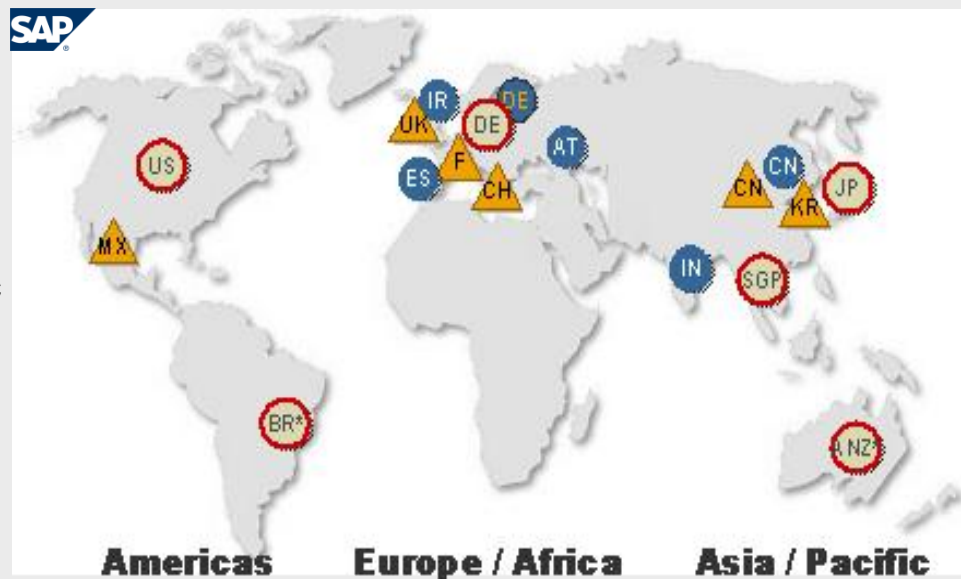 SAP
IR
DE
UK
DE
US
F
AT
ES
CH
CN
CN
JP
KR
MX
IN
SGP
BR*
ANZ*
Americas
Europe / Africa
Asia / Pacific